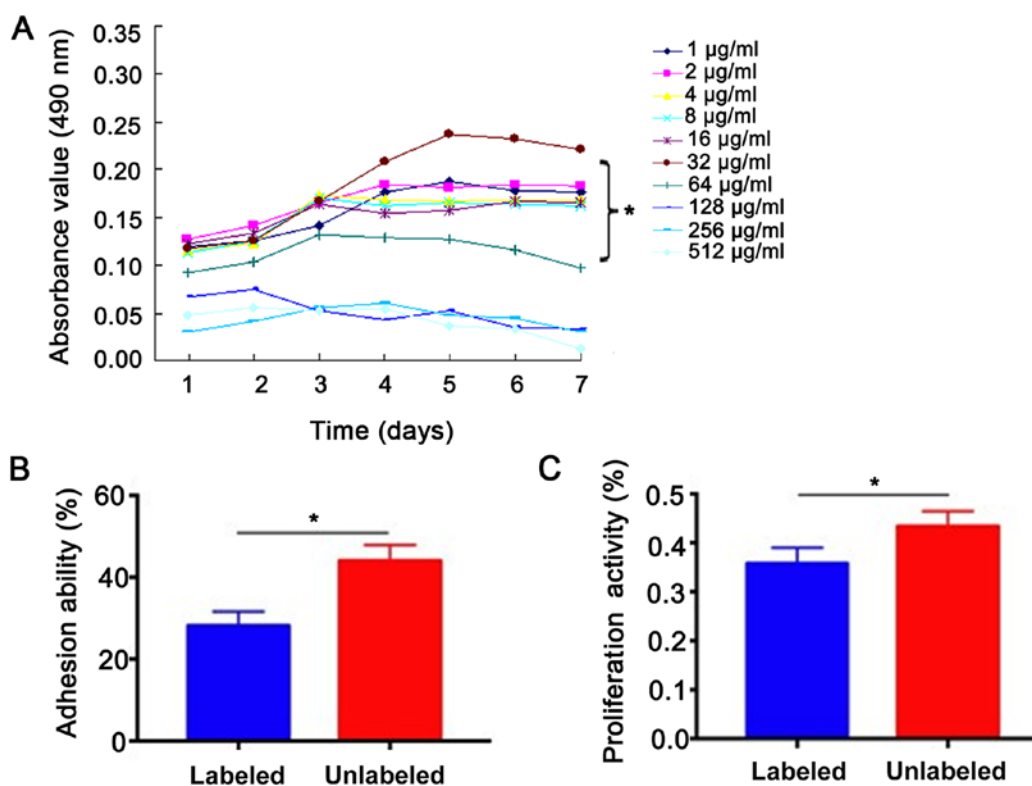 A
Absorbance value (490 nm)
0.35
0.30
0.25
0.20
0.15
0.10
0.05
0.00
1 2 3 4 5 6 7
Time (days)
*
1 µg/ml
2 µg/ml
4 µg/ml
8 µg/ml
16 µg/ml
32 µg/ml
64 µg/ml
128 µg/ml
256 µg/ml
512 µg/ml
B
Adhesion ability (%)
60
40
20
0
*
Labeled Unlabeled
C
Proliferation activity (%)
0.5
0.4
0.4
0.2
0.1
0.0
*
Labeled Unlabeled